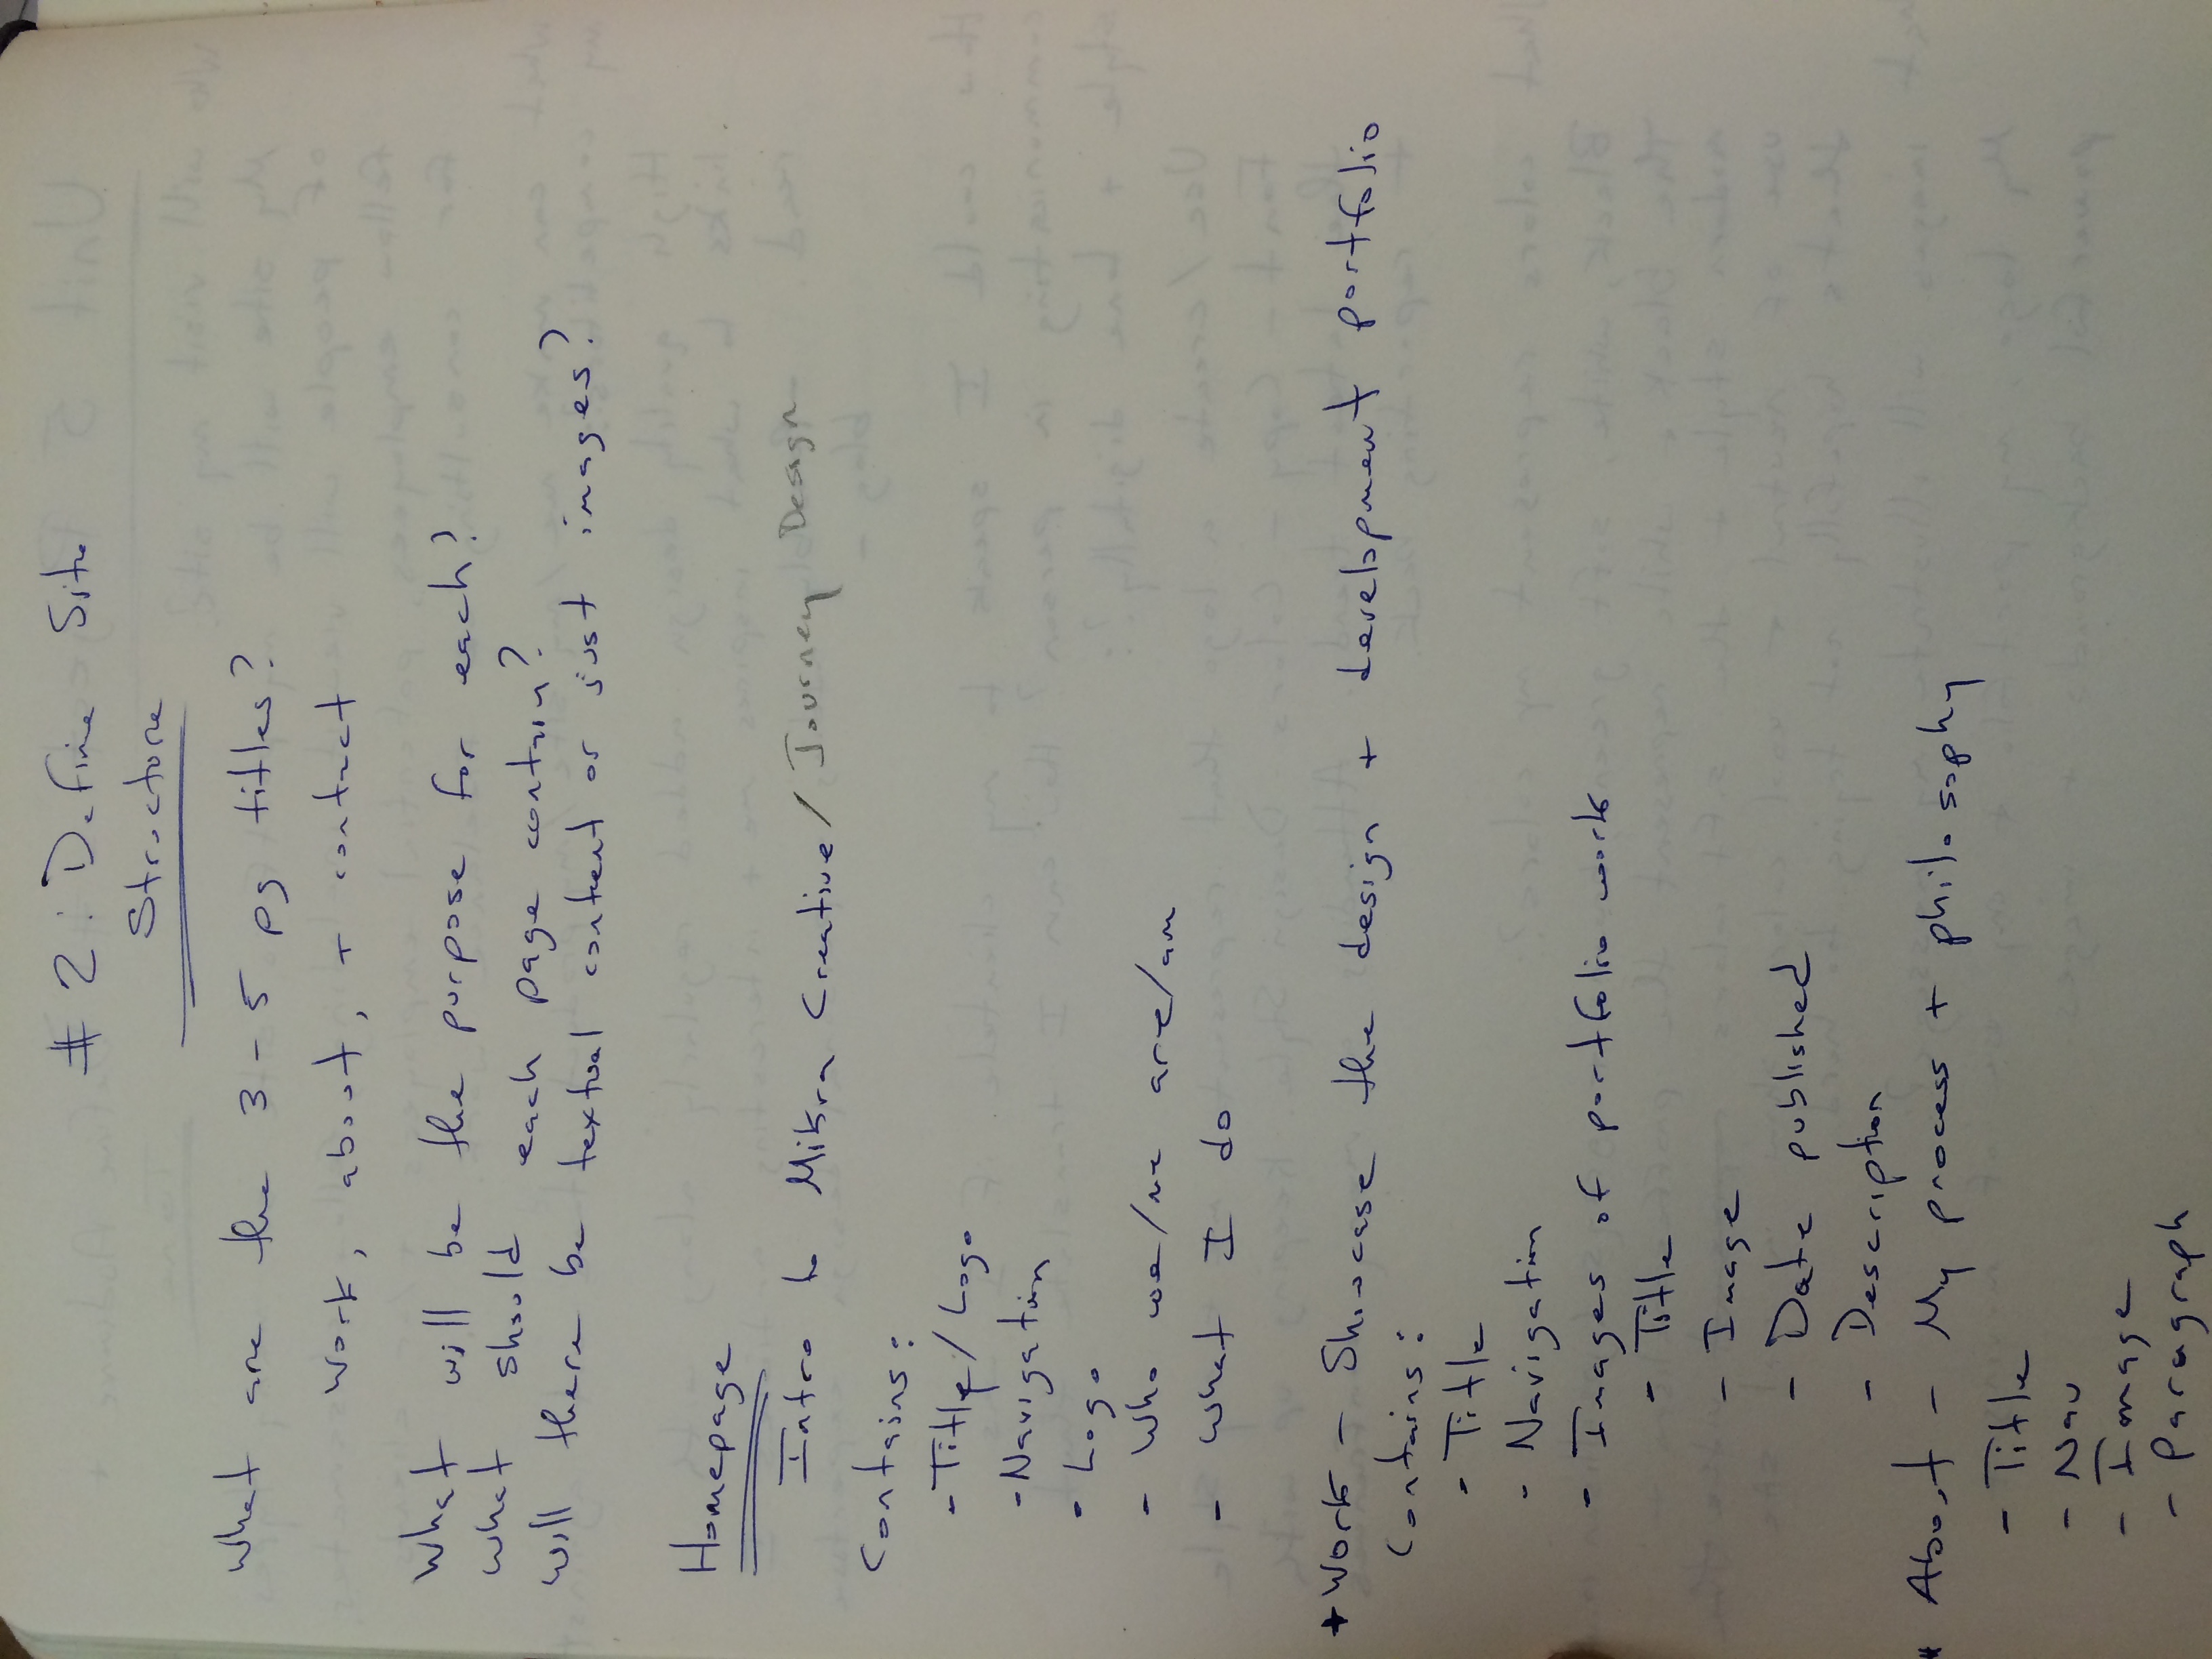 # 2: Define Site
Structure
What are the 3-5 pg titles?
Work, about, + contact
What will be the purpose for each?
What should each page contain?
Will there be textual content or just images?
Homepage
Intro to Mikra Creative/ Journey Design
Contains:
- Title/Logo
- Navigation
- Logo
- Who we/me are/am
- What I do
* Work - Showcase the design + development portfolio
Contains:
- Title
- Navigation
- Images of portfolio work
- Title
- Image
- Date published
- Description
* About - My process + philosophy
- Title
- Nav
- Image
- Paragraph